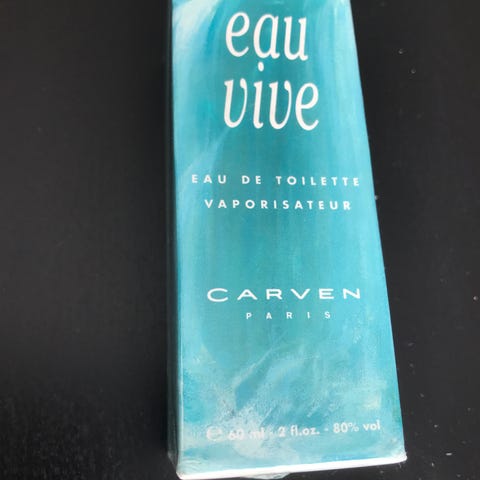 eau
vive
EAU DE TOILETTE
VAPORISATEUR
CARVEN
PARIS
℮ 60 ml - 2 fl.oz. - 80% vol